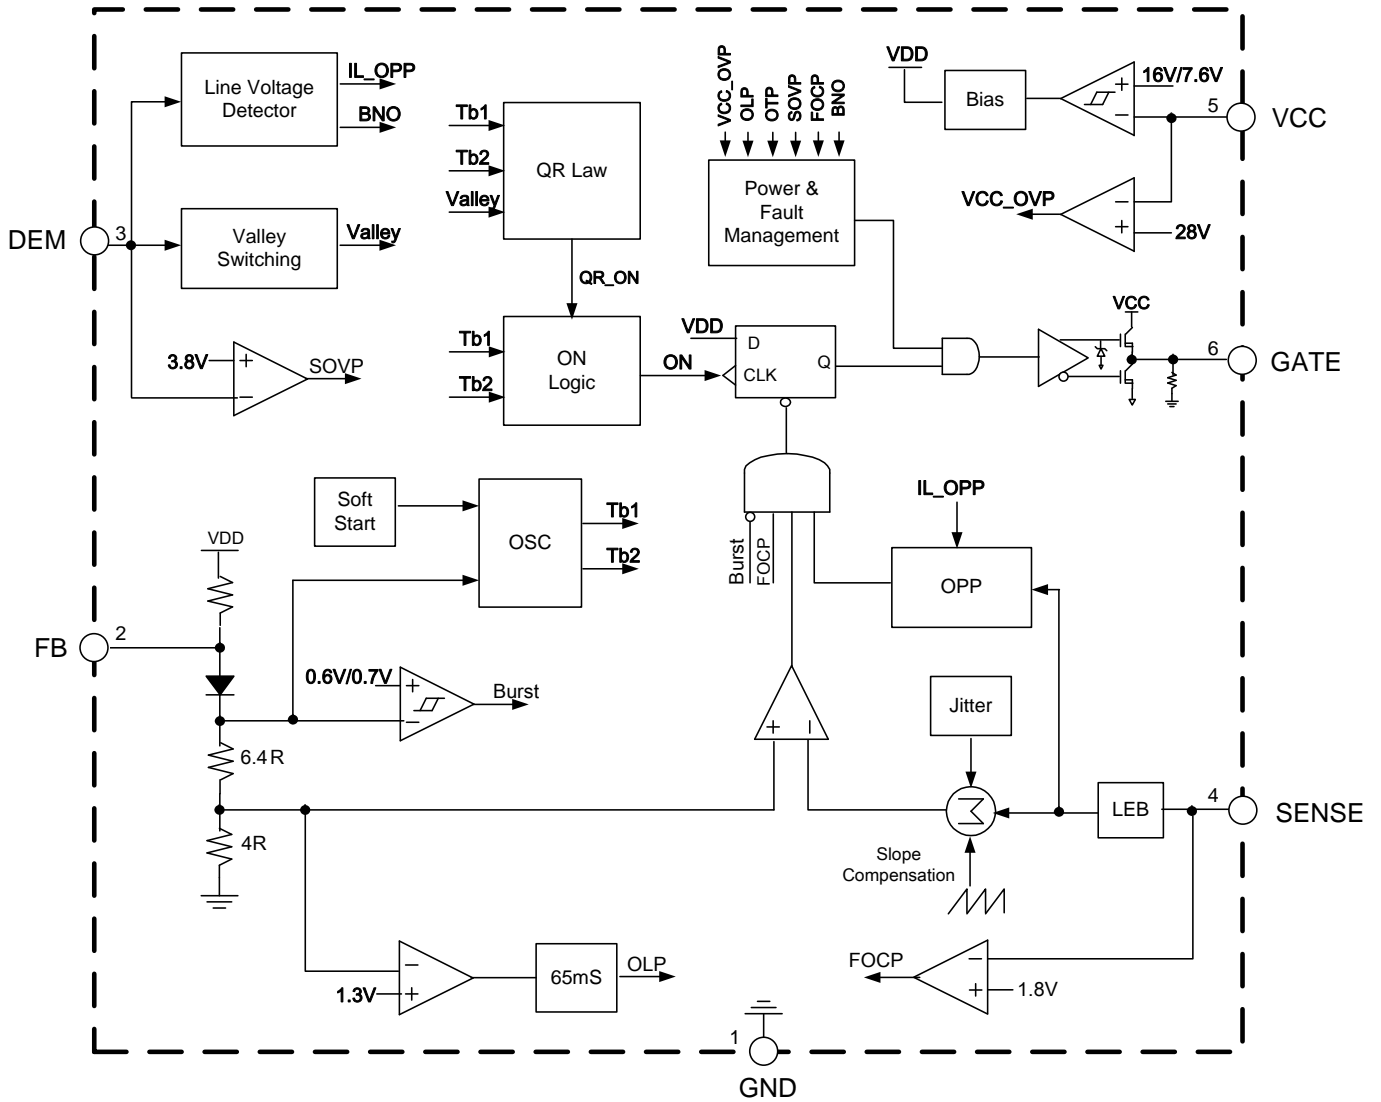 Line Voltage
Detector
IL_OPP
BNO
Tb1
Tb2
Valley
QR Law
VCC_OVP
OLP
OTP
SOVP
FOCP
BNO
Power &
Fault
Management
VDD
Bias
+
−
16V/7.6V
5
VCC
VCC_OVP
−
+
28V
DEM
3
Valley
Switching
Valley
QR_ON
3.8V
+
−
SOVP
Tb1
Tb2
ON
Logic
ON
VDD
D
CLK
Q
VCC
6
GATE
Soft
Start
OSC
Tb1
Tb2
VDD
FB
2
Burst
FOCP
IL_OPP
OPP
0.6V/0.7V
+
−
Burst
6.4R
4R
+
−
Jitter
Σ
LEB
4
SENSE
Slope
Compensation
−
1.3V
+
65mS
OLP
FOCP
−
+
1.8V
1
GND